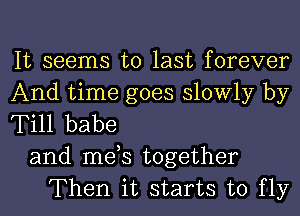 It seems to last forever
And time goes slowly by
Till babe
and me's together
Then it starts to fly